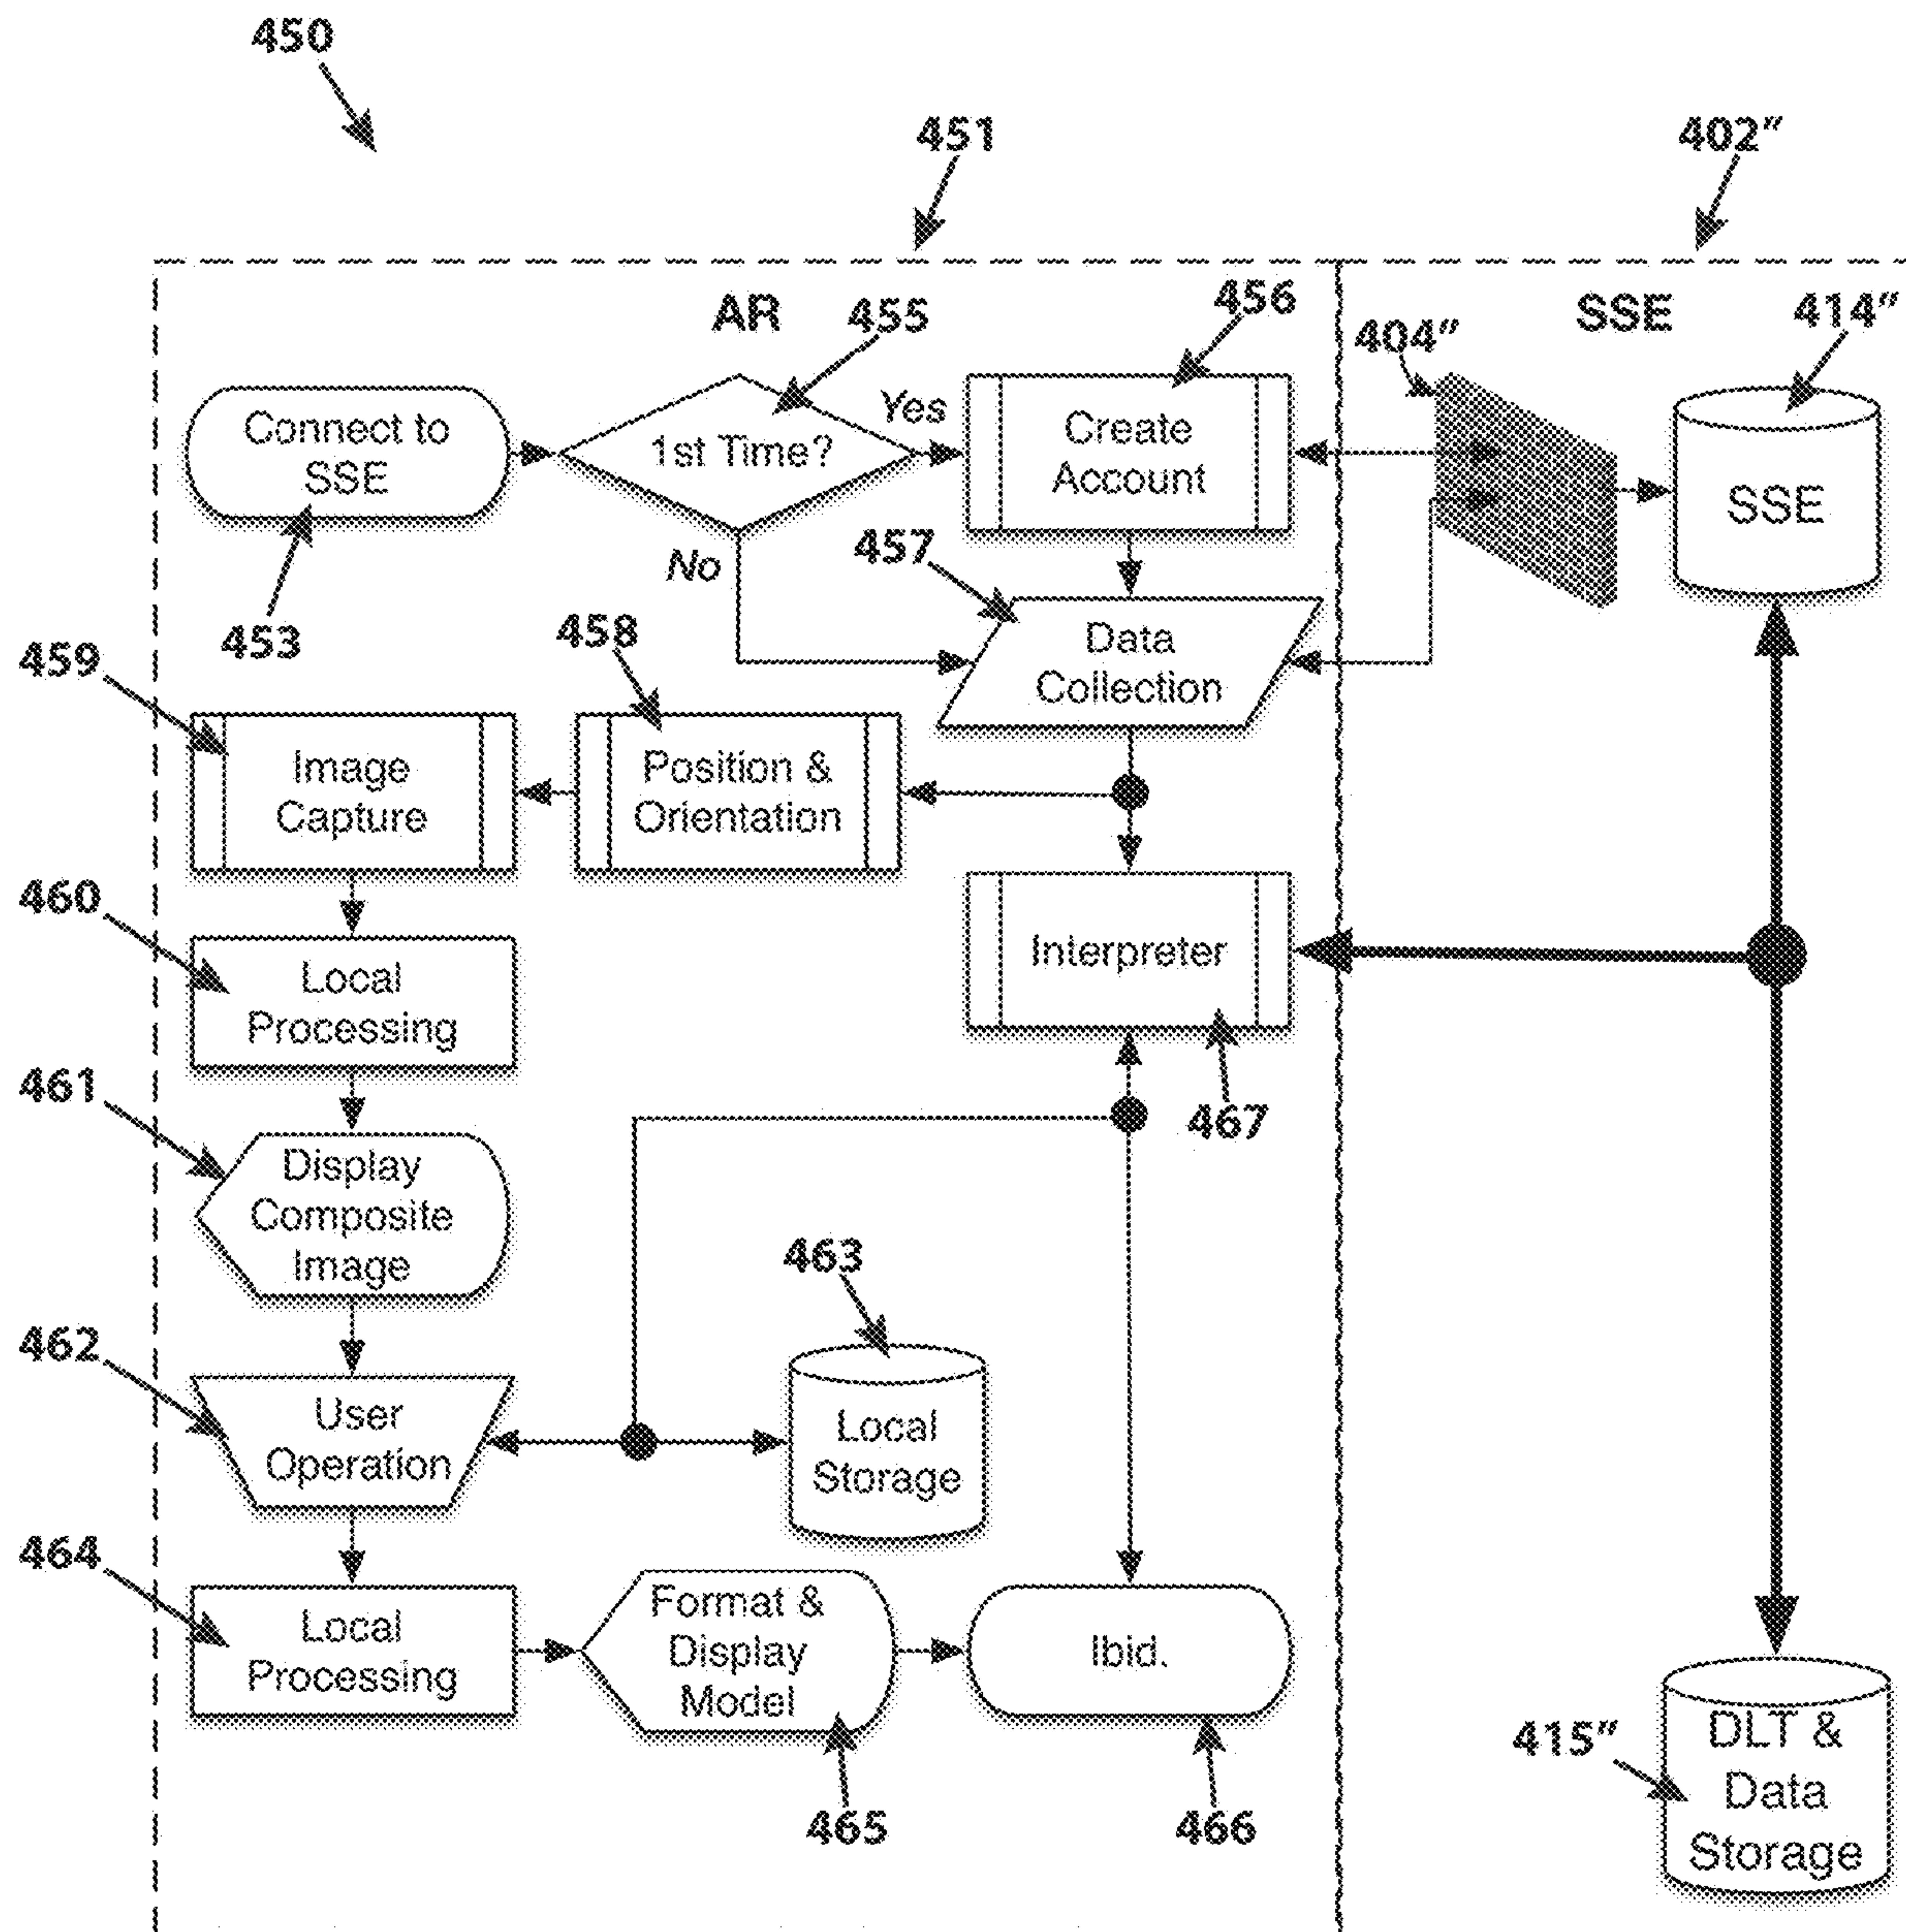 450
451
402″
AR
455
456
SSE
414″
404″
Connect to
SSE
1st Time?
Yes
Create
Account
SSE
No
457
453
458
459
Data
Collection
Image
Capture
Position &
Orientation
460
Local
Processing
Interpreter
461
467
Display
Composite
Image
463
462
User
Operation
Local
Storage
464
Local
Processing
Format &
Display
Model
Ibid.
465
466
415″
DLT &
Data
Storage